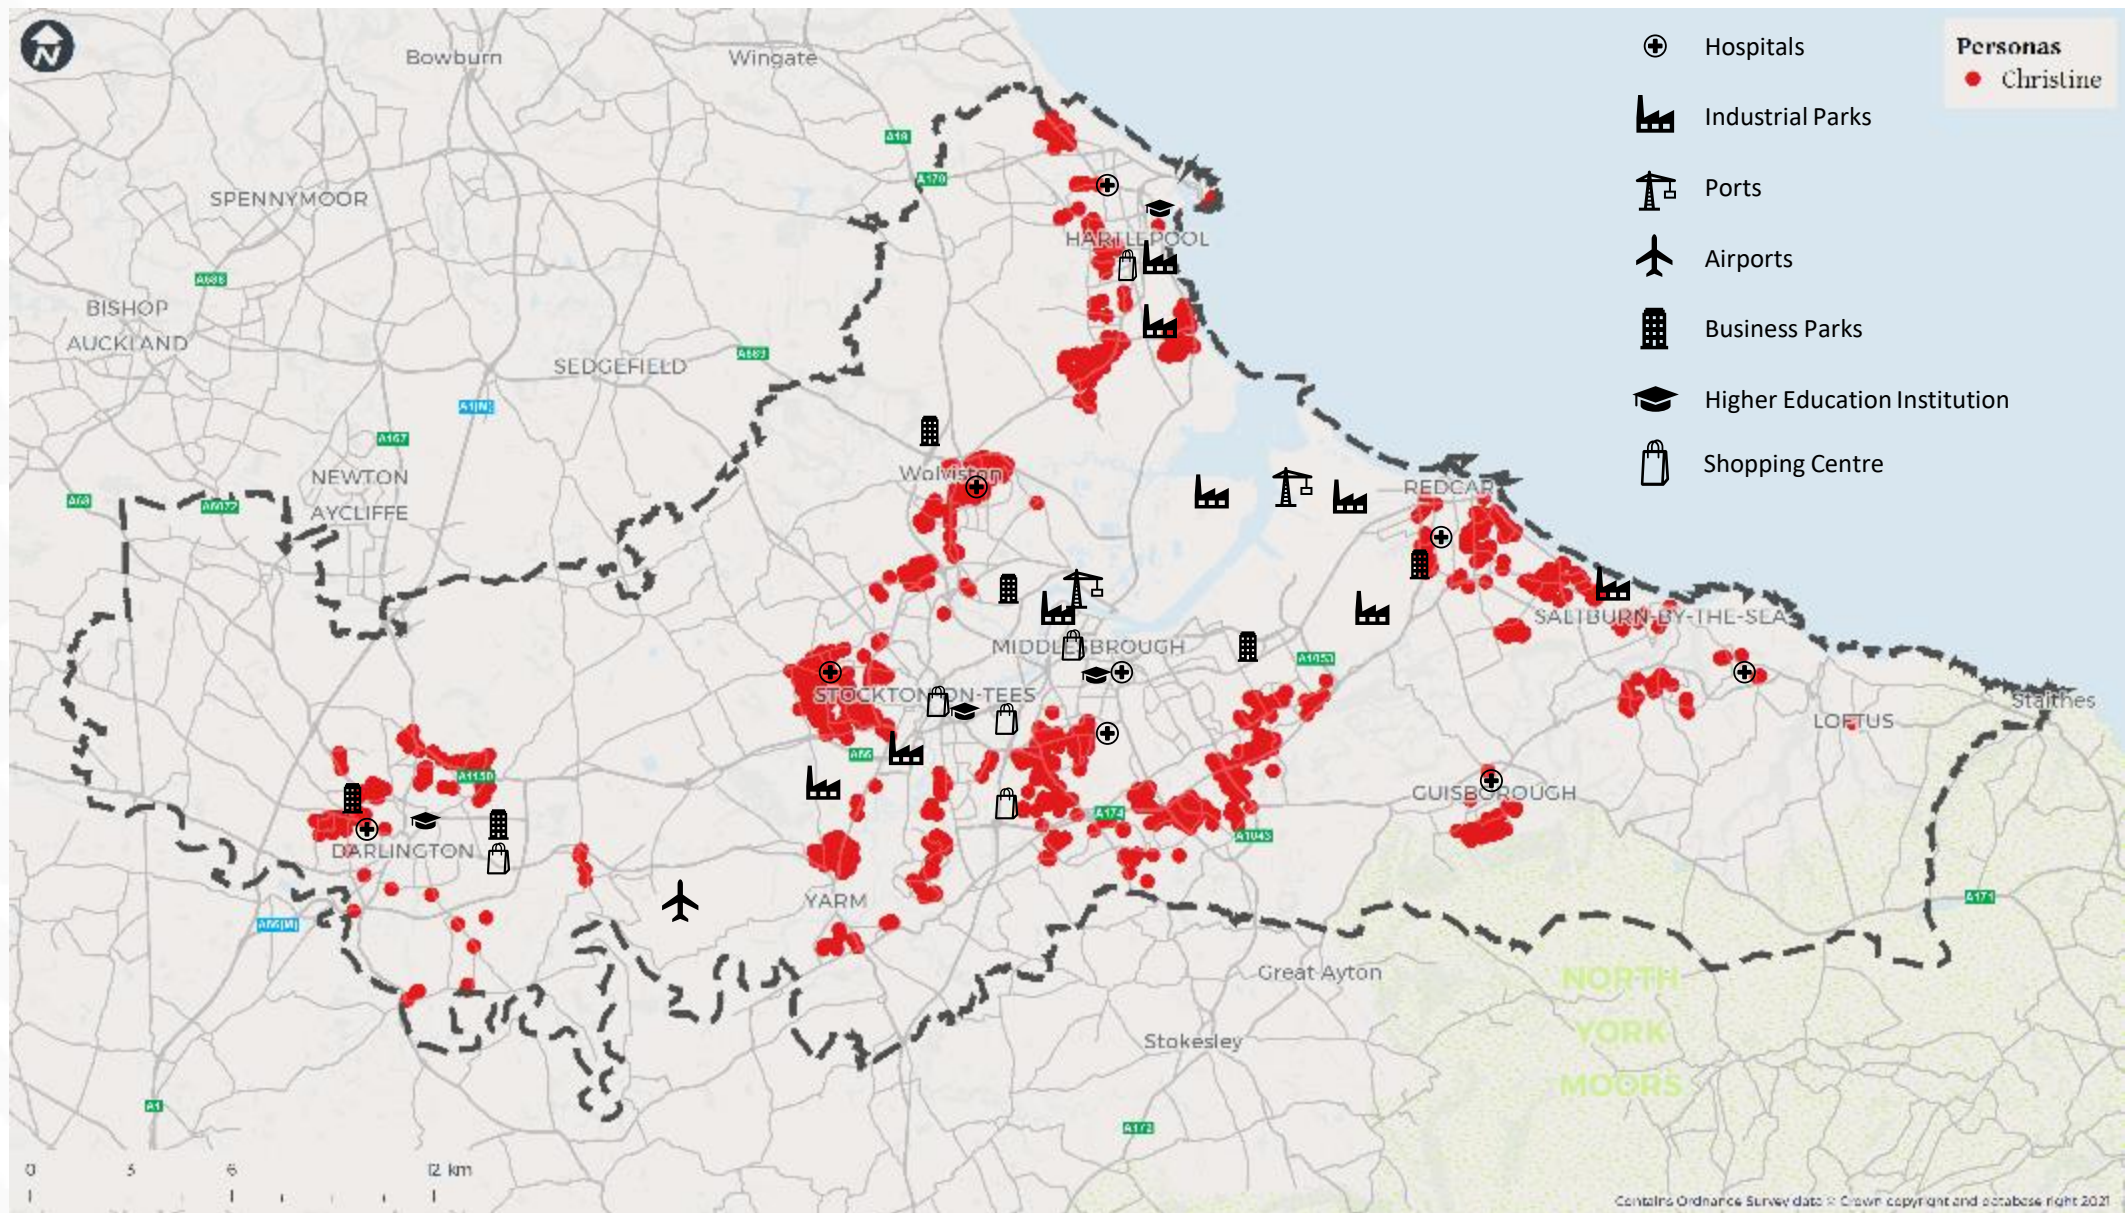 Bowburn
Wingate
Hospitals
Personas
Christine
Industrial Parks
A19
A179
SPENNYMOOR
Ports
HARTLEPOOL
Airports
A688
BISHOP
AUCKLAND
Business Parks
A689
SEDGEFIELD
A1(M)
Higher Education Institution
A167
Shopping Centre
NEWTON
AYCLIFFE
Wolviston
REDCAR
A68
A6072
SALTBURN-BY-THE-SEA
MIDDLESBROUGH
A1053
STOCKTON-ON-TEES
Staithes
LOFTUS
A66
A1150
GUISBOROUGH
A174
A1043
DARLINGTON
YARM
A171
A66(M)
Great Ayton
NORTH
YORK
MOORS
Stokesley
A1
A172
0 3 6 12 km
Contains Ordnance Survey data © Crown copyright and database right 2021